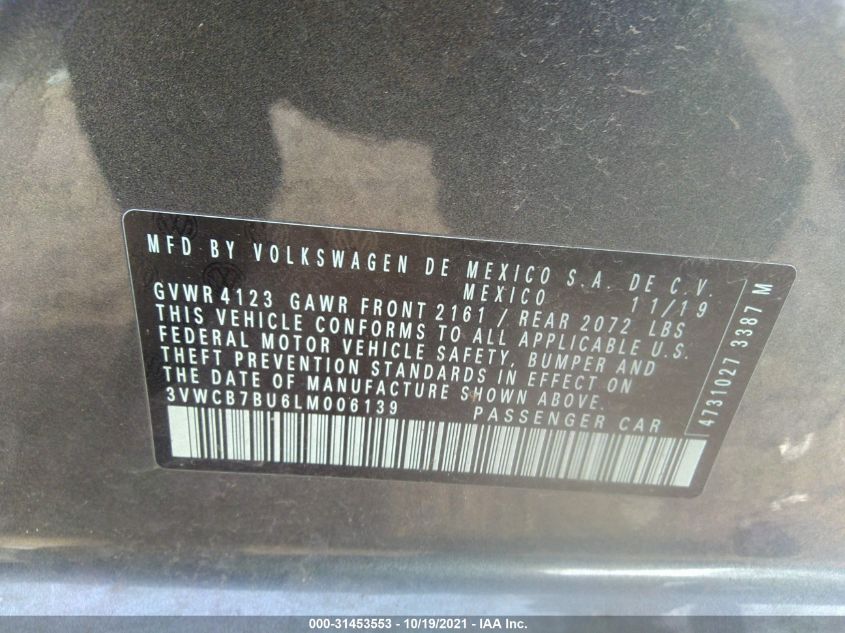 MFD BY VOLKSWAGEN DE MEXICO S.A. DE C.V.
MEXICO 11/19
GVWR 4123 GAWR FRONT 2161 / REAR 2072 LBS
THIS VEHICLE CONFORMS TO ALL APPLICABLE U.S.
FEDERAL MOTOR VEHICLE SAFETY, BUMPER AND
THEFT PREVENTION STANDARDS IN EFFECT ON
THE DATE OF MANUFACTURE SHOWN ABOVE.
3VWCB7BU6LM006139 PASSENGER CAR
47310273387 M
000-31453553 - 10/19/2021 - IAA Inc.